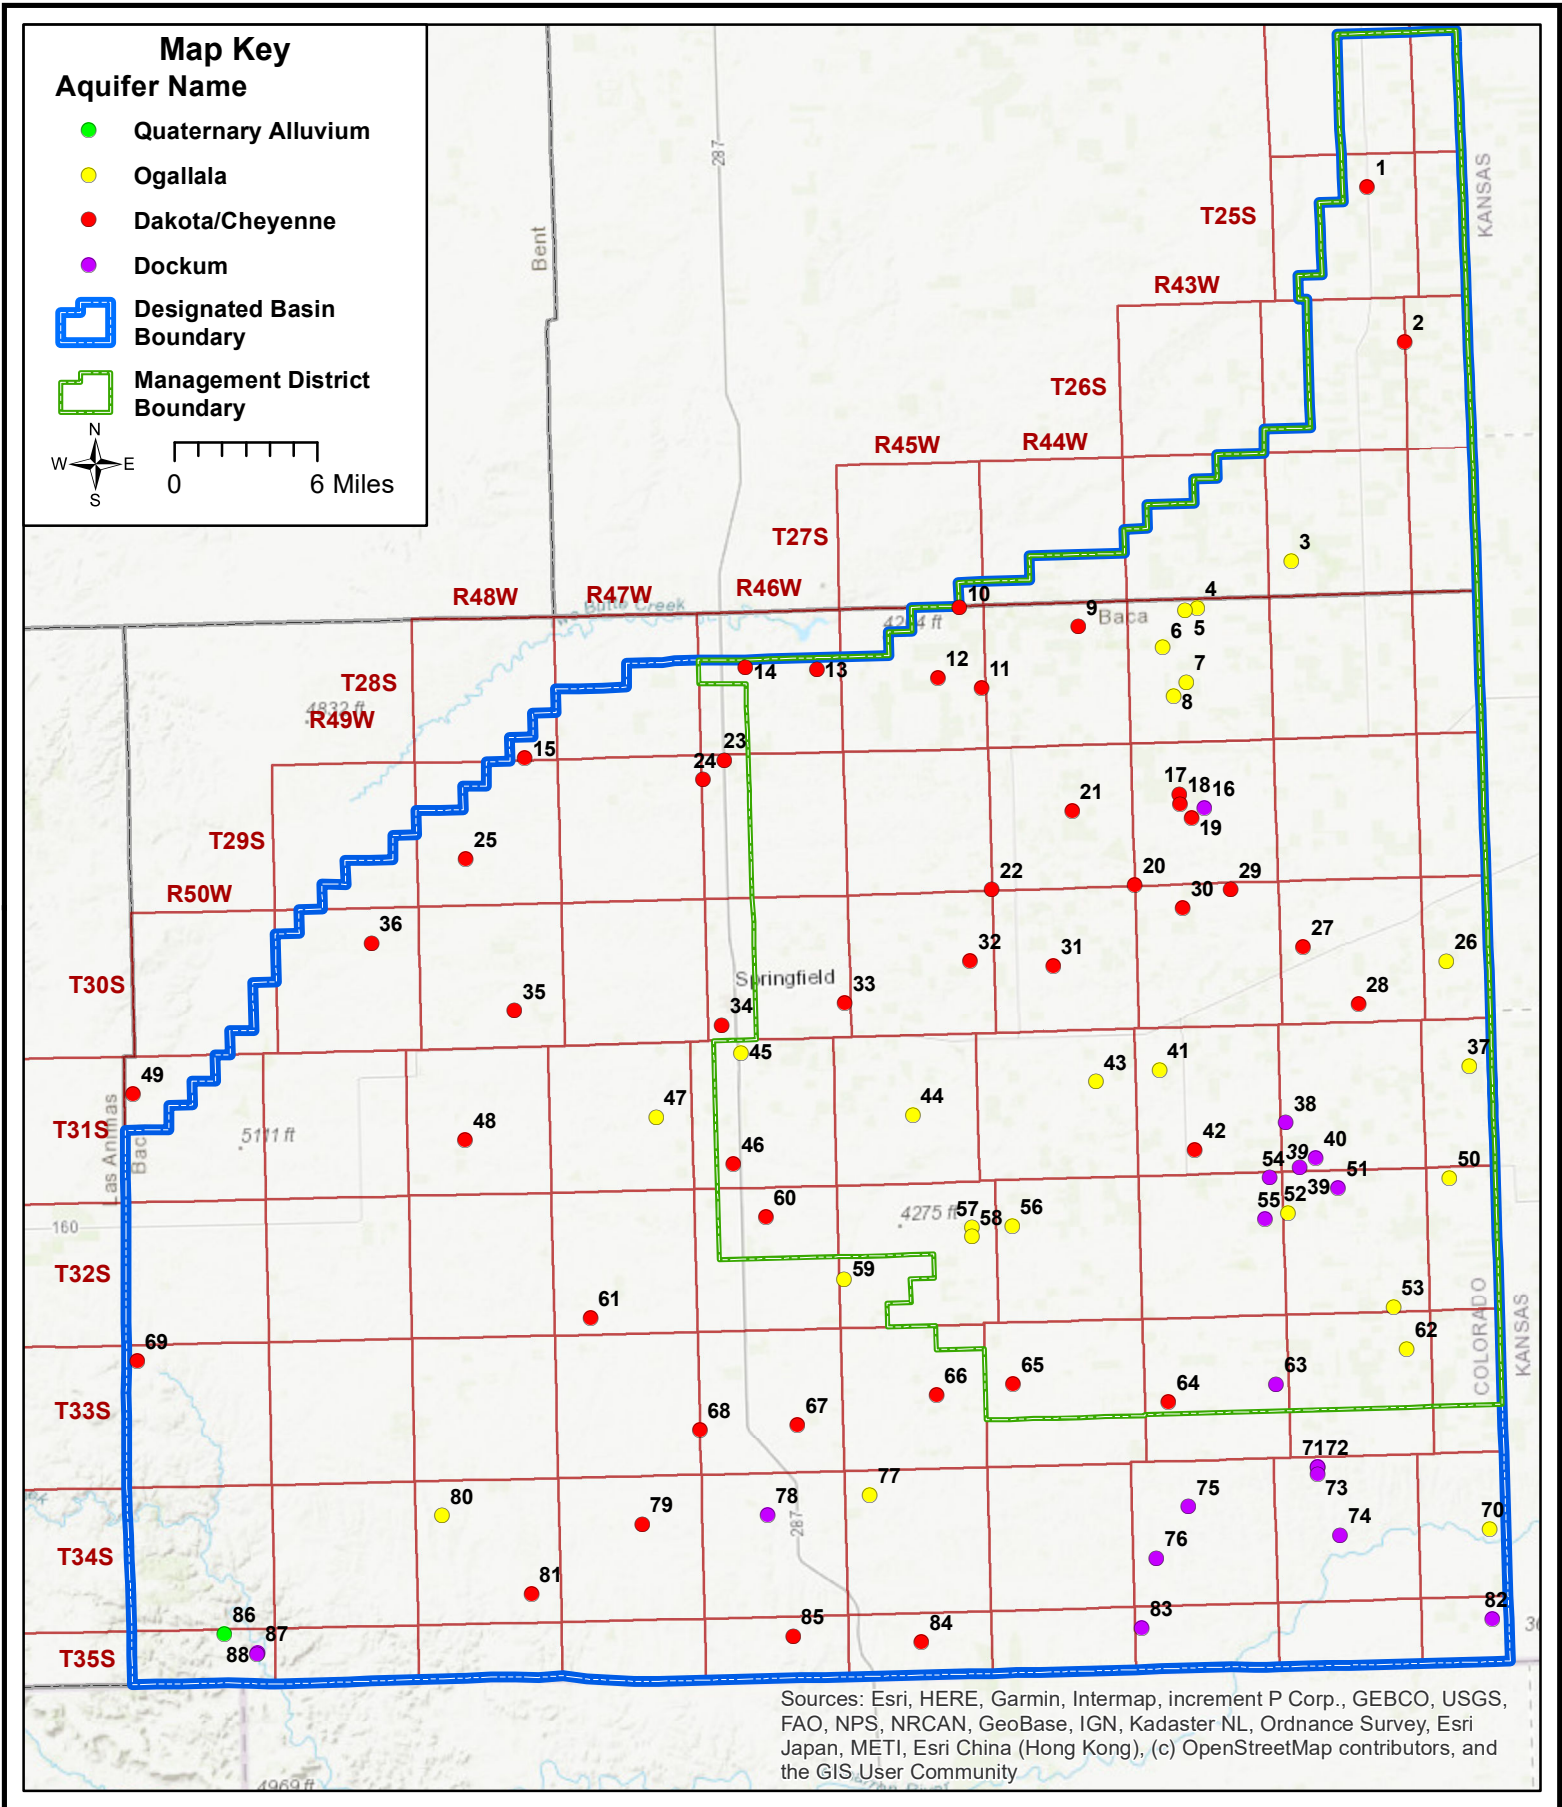 Map Key
Aquifer Name
Quaternary Alluvium
Ogallala
Dakota/Cheyenne
Dockum
Designated Basin
Boundary
Management District
Boundary
N
W E
S
0 6 Miles
287
Bent
KANSAS
1
T25S
R43W
2
T26S
R45W
R44W
T27S
3
R48W
R47W
R46W
Butte Creek
10
9
Baca
4
5
6
7
8
12
11
14
13
T28S
4832 ft
R49W
15
23
24
T29S
25
21
17
18
16
19
R50W
22
20
29
30
36
32
31
27
26
T30S
Springfield
35
34
33
28
45
49
47
44
43
41
37
T31S
Las Animas
Baca
5111 ft
48
46
42
38
39
40
54
51
50
55
52
39
160
60
4275 ft
57
58
56
T32S
59
53
61
COLORADO
KANSAS
69
62
66
65
64
63
T33S
68
67
71
72
73
77
80
79
78
287
75
74
70
76
T34S
81
86
87
88
85
84
83
82
T35S
Sources: Esri, HERE, Garmin, Intermap, increment P Corp., GEBCO, USGS,
FAO, NPS, NRCAN, GeoBase, IGN, Kadaster NL, Ordnance Survey, Esri
Japan, METI, Esri China (Hong Kong), (c) OpenStreetMap contributors, and
the GIS User Community
4969 ft